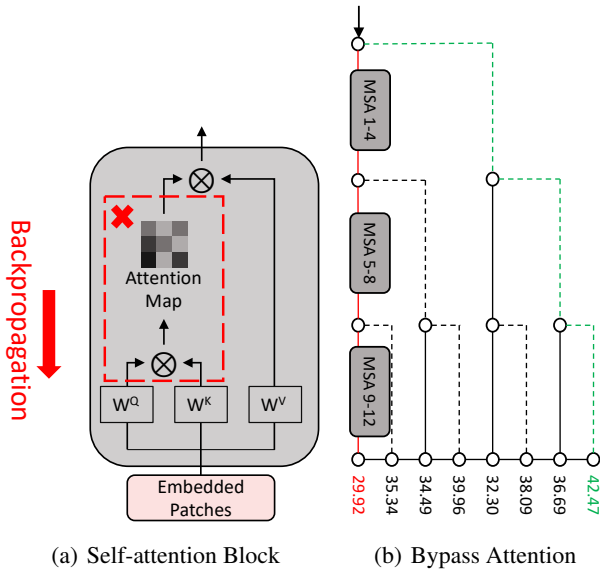 Backpropagation
Attention
Map
W^Q
W^K
W^V
Embedded
Patches
(a) Self-attention Block
MSA 1-4
MSA 5-8
MSA 9-12
29.92
35.34
34.49
39.96
32.30
38.09
36.69
42.47
(b) Bypass Attention